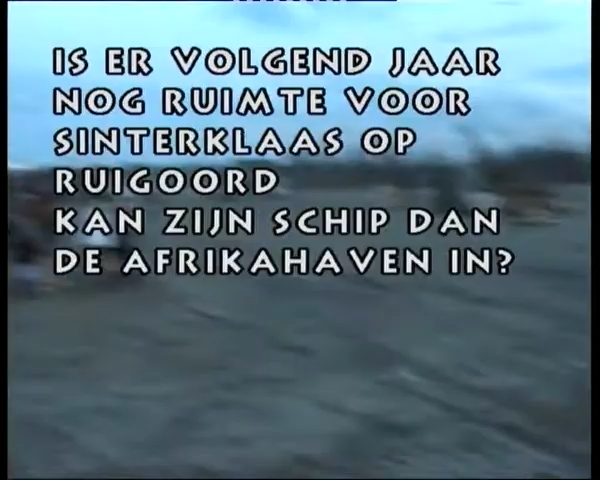 IS ER VOLGEND JAAR
NOG RUIMTE VOOR
SINTERKLAAS OP
RUIGOORD
KAN ZIJN SCHIP DAN
DE AFRIKAHAVEN IN?